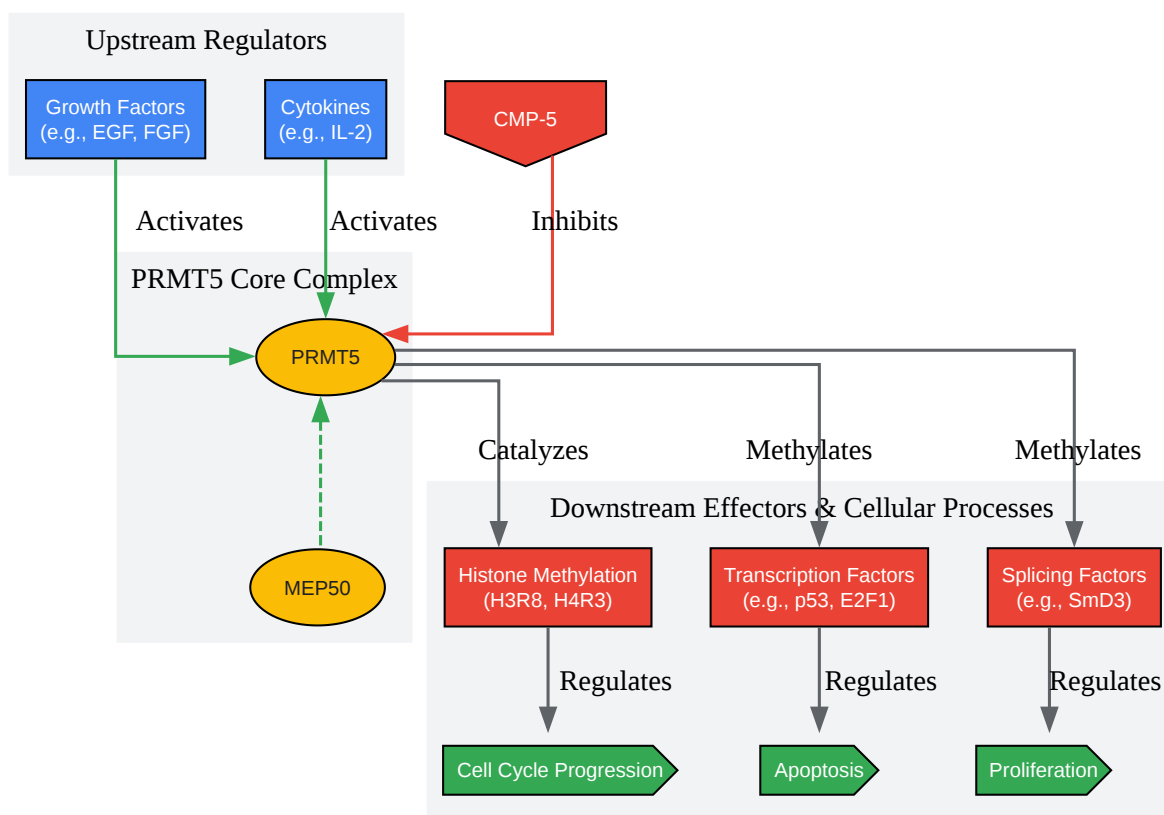 Upstream Regulators
Growth Factors
(e.g., EGF, FGF)
Cytokines
(e.g., IL-2)
CMP-5
Activates
Activates
Inhibits
PRMT5 Core Complex
PRMT5
MEP50
Catalyzes
Methylates
Methylates
Downstream Effectors & Cellular Processes
Histone Methylation
(H3R8, H4R3)
Transcription Factors
(e.g., p53, E2F1)
Splicing Factors
(e.g., SmD3)
Regulates
Regulates
Regulates
Cell Cycle Progression
Apoptosis
Proliferation